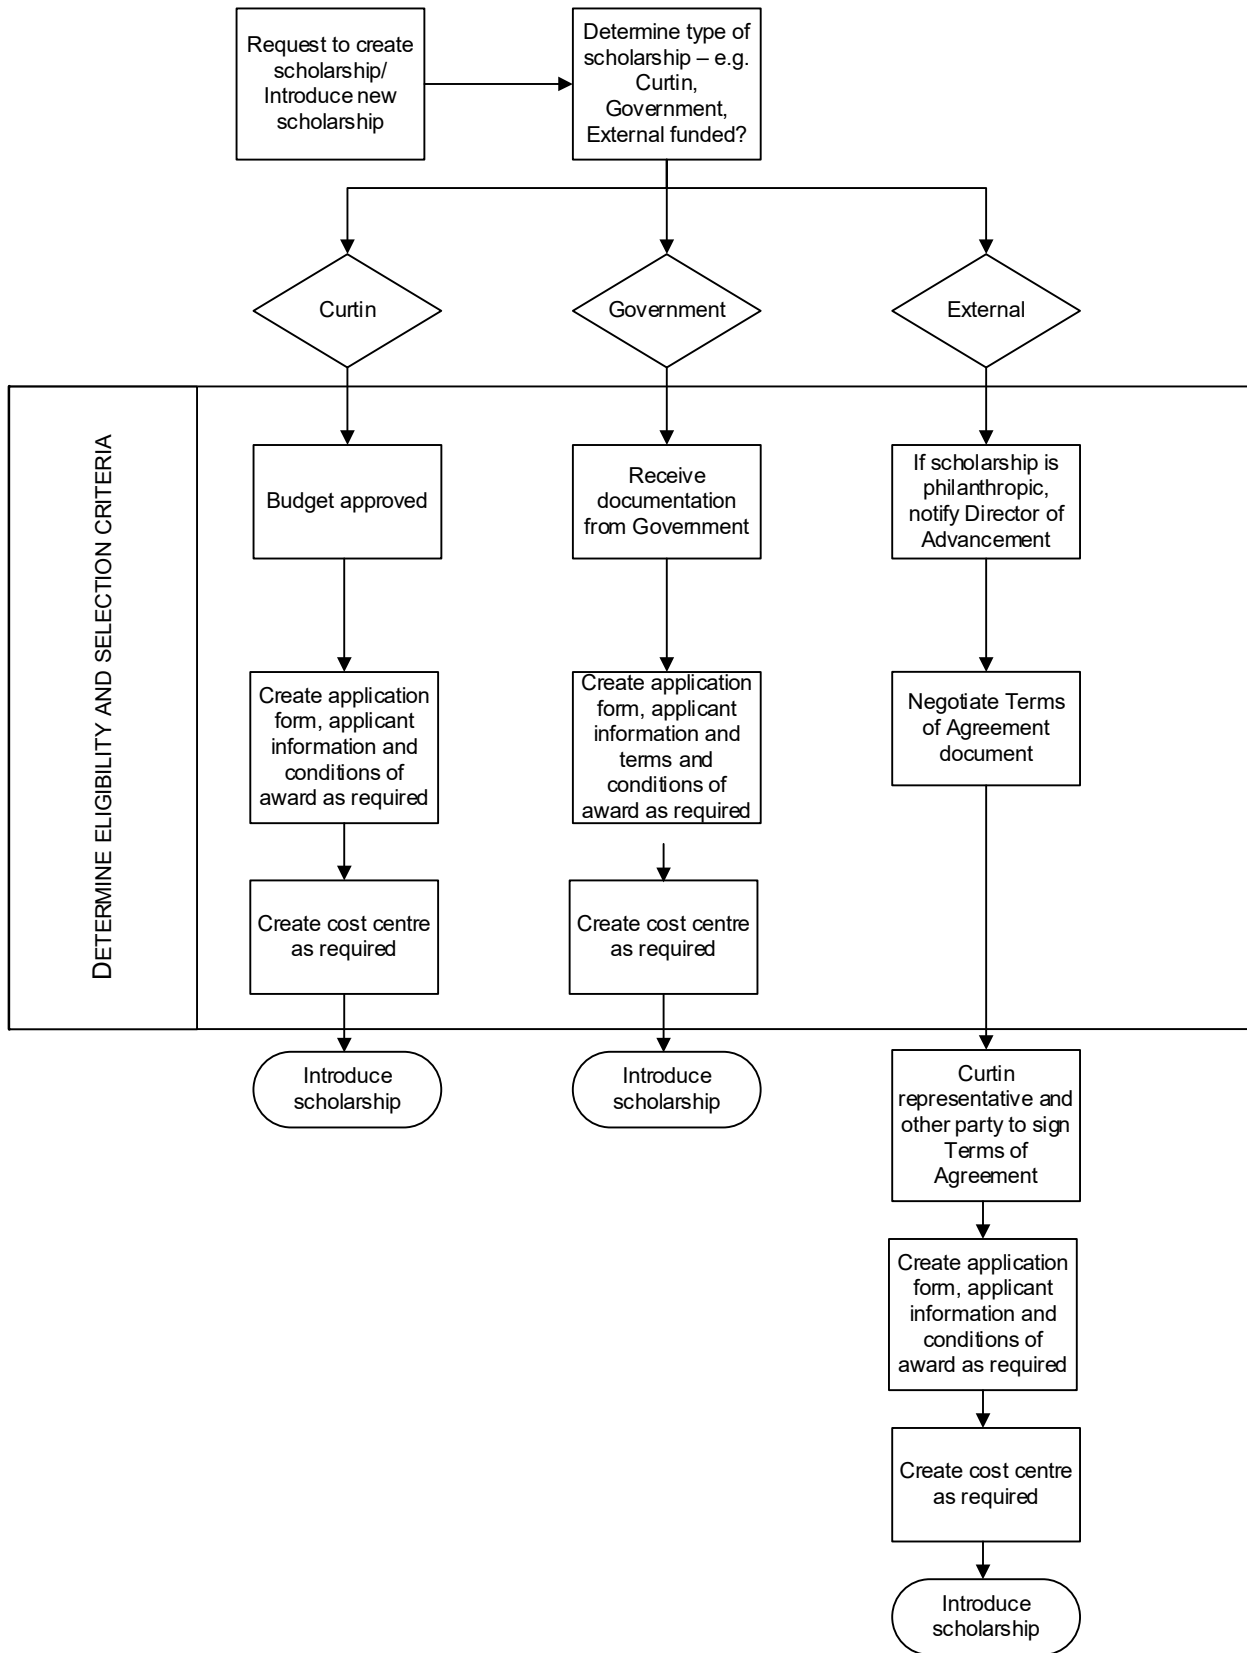 Request to create
scholarship/
Introduce new
scholarship
Determine type of
scholarship – e.g.
Curtin,
Government,
External funded?
Curtin
Government
External
DETERMINE ELIGIBILITY AND SELECTION CRITERIA
Budget approved
Receive
documentation
from Government
If scholarship is
philanthropic,
notify Director of
Advancement
Create application
form, applicant
information and
conditions of
award as required
Create application
form, applicant
information and
terms and
conditions of
award as required
Negotiate Terms
of Agreement
document
Create cost centre
as required
Create cost centre
as required
Introduce
scholarship
Introduce
scholarship
Curtin
representative and
other party to sign
Terms of
Agreement
Create application
form, applicant
information and
conditions of
award as required
Create cost centre
as required
Introduce
scholarship